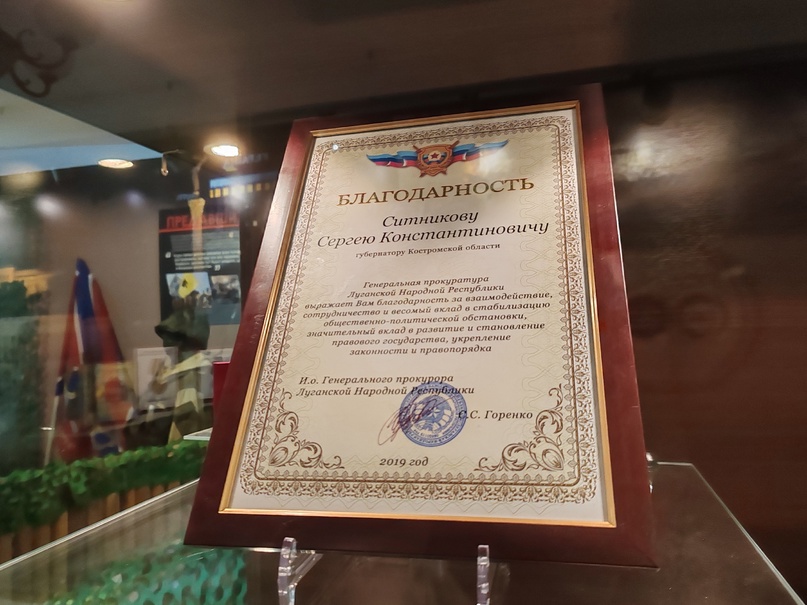 БЛАГОДАРНОСТЬ
Ситникову
Сергею Константиновичу
губернатору Костромской области
Генеральная прокуратура
Луганской Народной Республики
выражает Вам благодарность за взаимодействие,
сотрудничество и весомый вклад в стабилизацию
общественно-политической обстановки,
значительный вклад в развитие и становление
правового государства, укрепление
законности и правопорядка
И.о. Генерального прокурора
Луганской Народной Республики
С.С. Горенко
2019 год